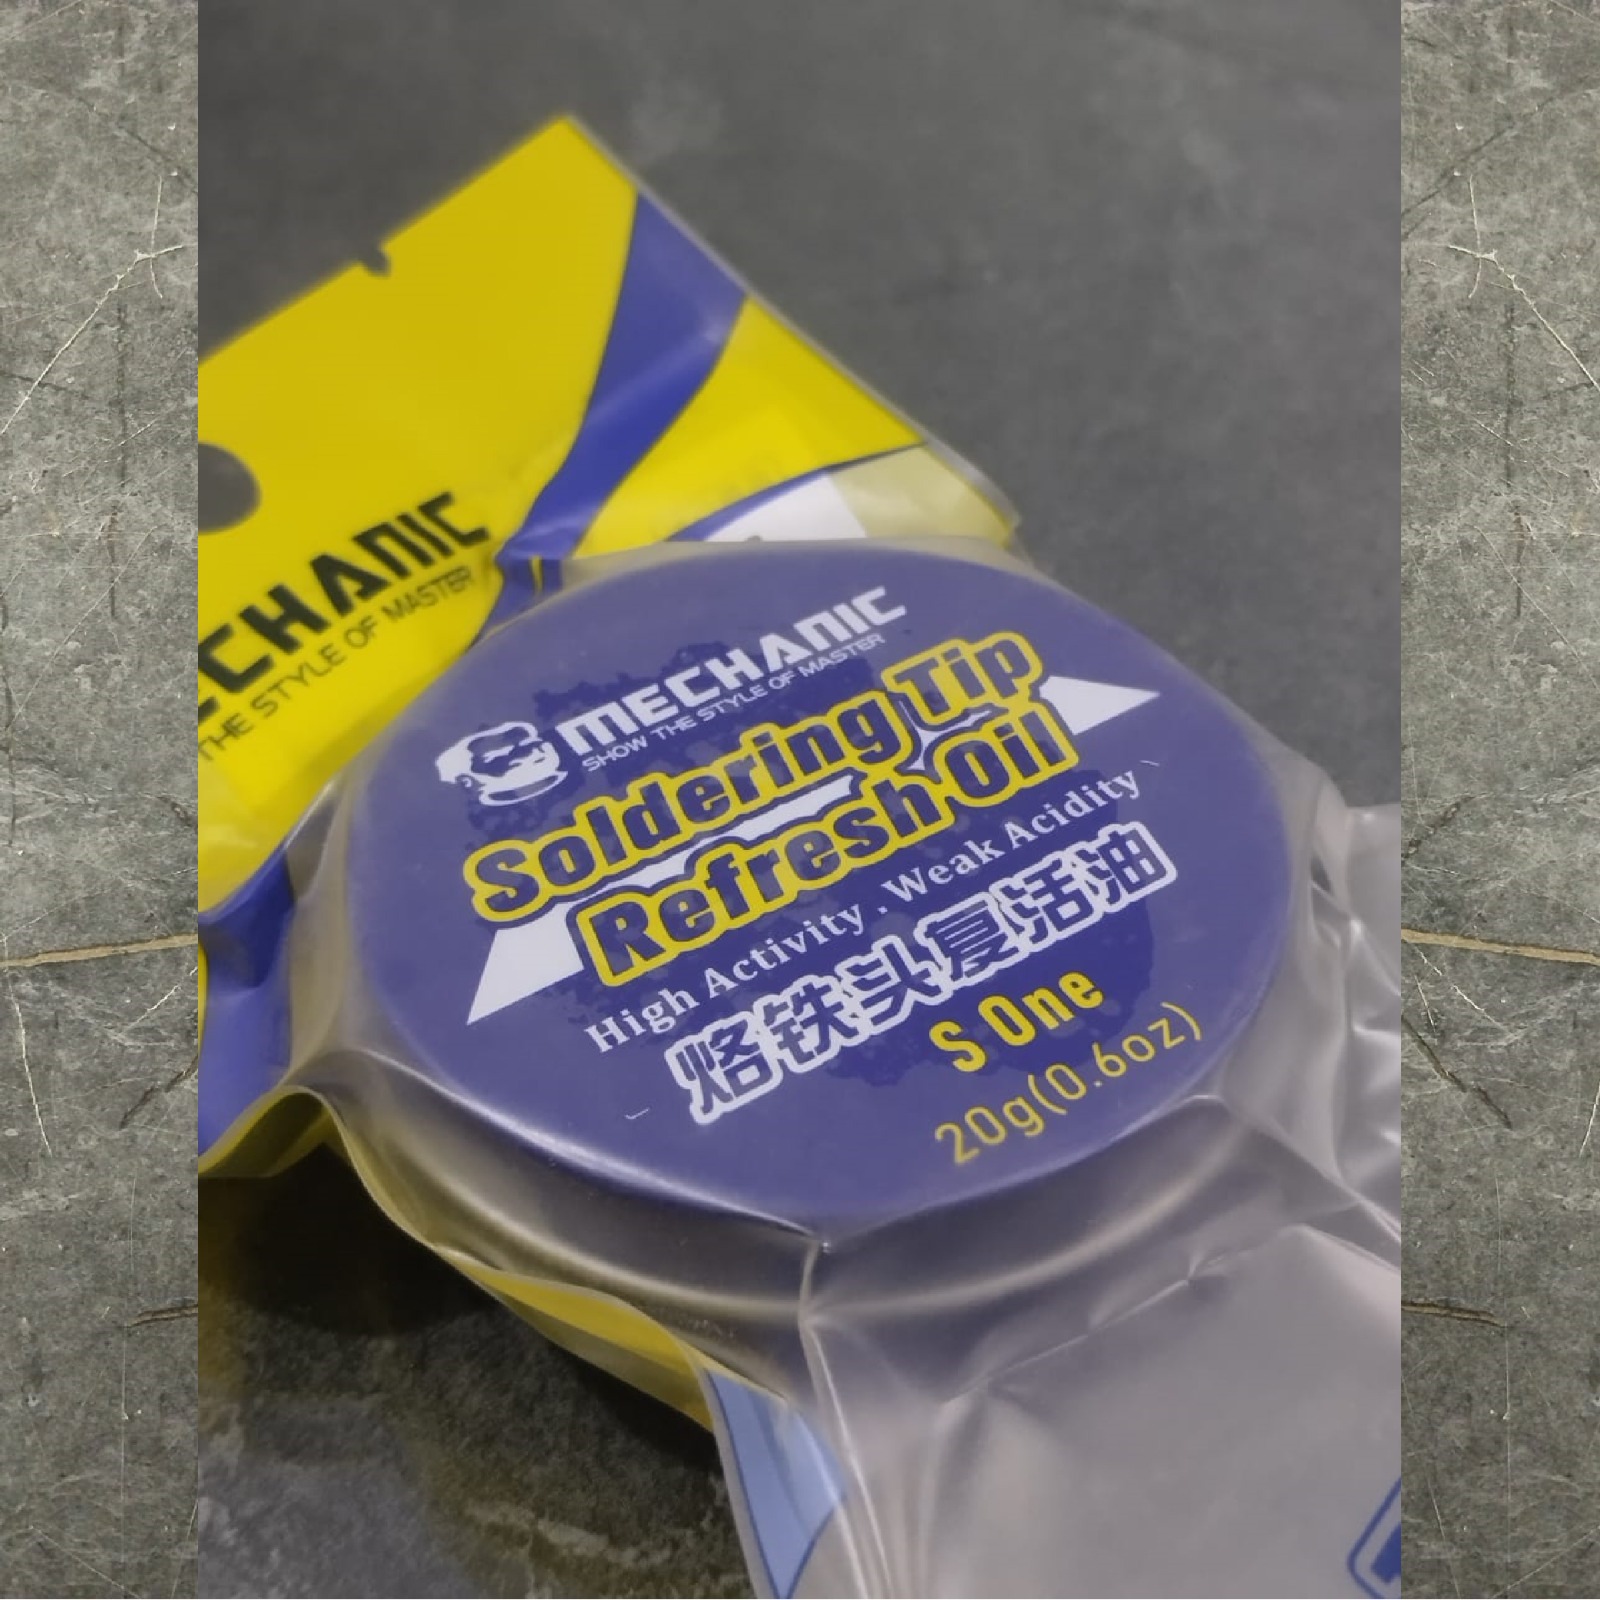 CHANIC
THE STYLE OF MASTER
MECHANIC
SHOW THE STYLE OF MASTER
Soldering Tip
Refresh Oil
High Activity . Weak Acidity
烙铁头复活油
S One
20g(0.6oz)